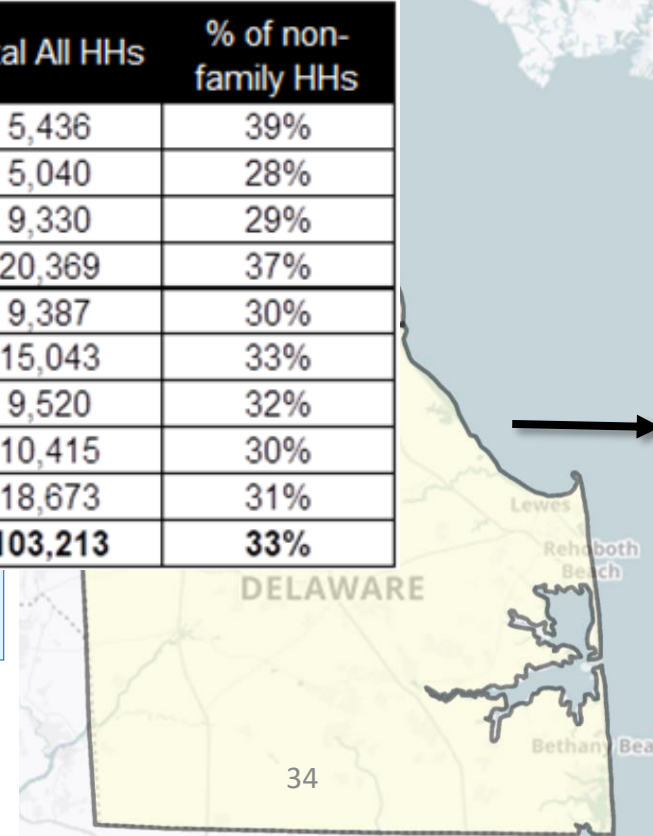 al All HHs % of non-
family HHs
5,436 39%
5,040 28%
9,330 29%
20,369 37%
9,387 30%
15,043 33%
9,520 32%
10,415 30%
18,673 31%
103,213 33%
Lewes
Rehoboth
Beach
DELAWARE
Bethany Bea
34